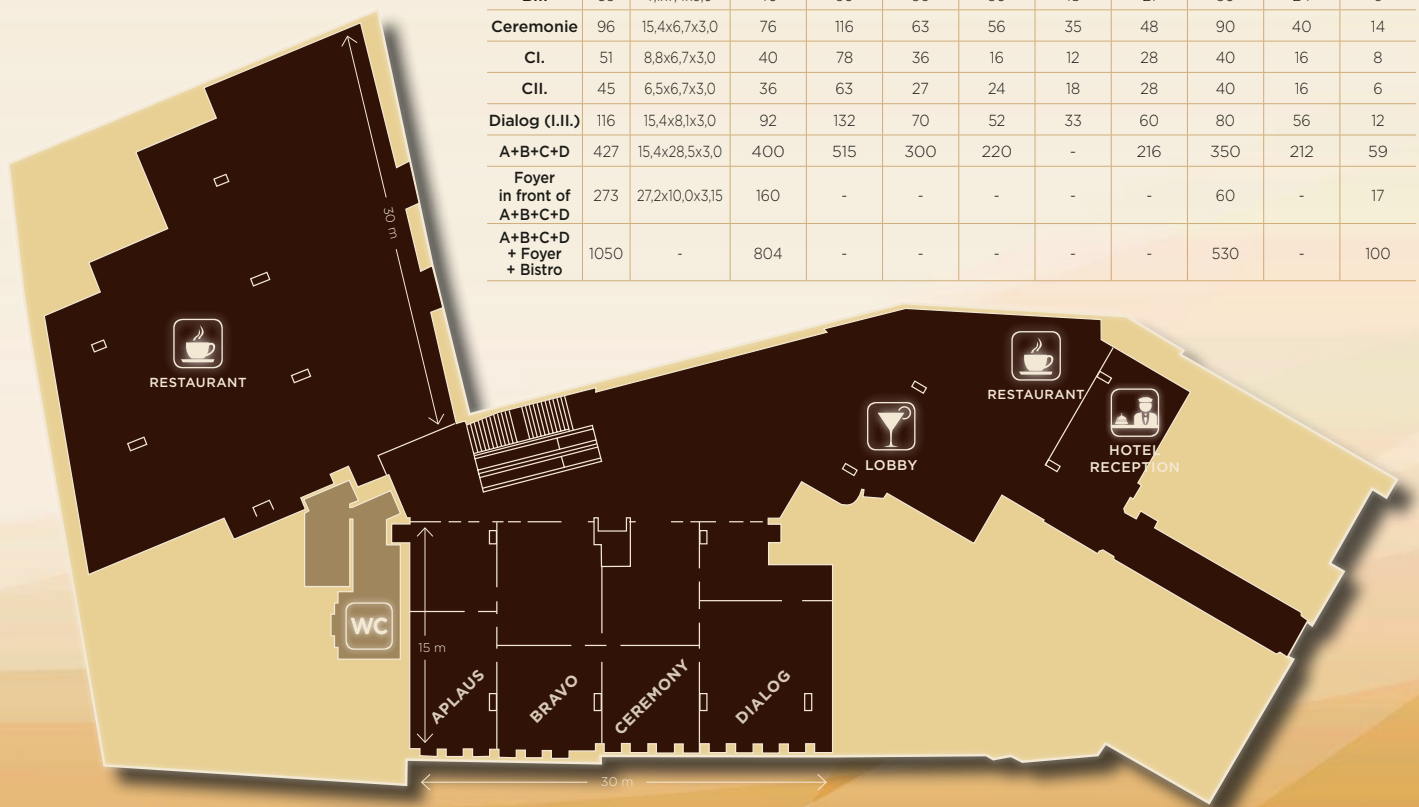 Ceremonie 96 15,4x6,7x3,0 76 116 63 56 35 48 90 40 14
CI. 51 8,8x6,7x3,0 40 78 36 16 12 28 40 16 8
CII. 45 6,5x6,7x3,0 36 63 27 24 18 28 40 16 6
Dialog (I.II.) 116 15,4x8,1x3,0 92 132 70 52 33 60 80 56 12
A+B+C+D 427 15,4x28,5x3,0 400 515 300 220 - 216 350 212 59
Foyer
in front of
A+B+C+D
273 27,2x10,0x3,15 160 - - - - - 60 - 17
A+B+C+D
+ Foyer
+ Bistro
1050 - 804 - - - - - 530 - 100
30 m
RESTAURANT
RESTAURANT
LOBBY
HOTEL
RECEPTION
WC
15 m
APLAUS
BRAVO
CEREMONY
DIALOG
30 m